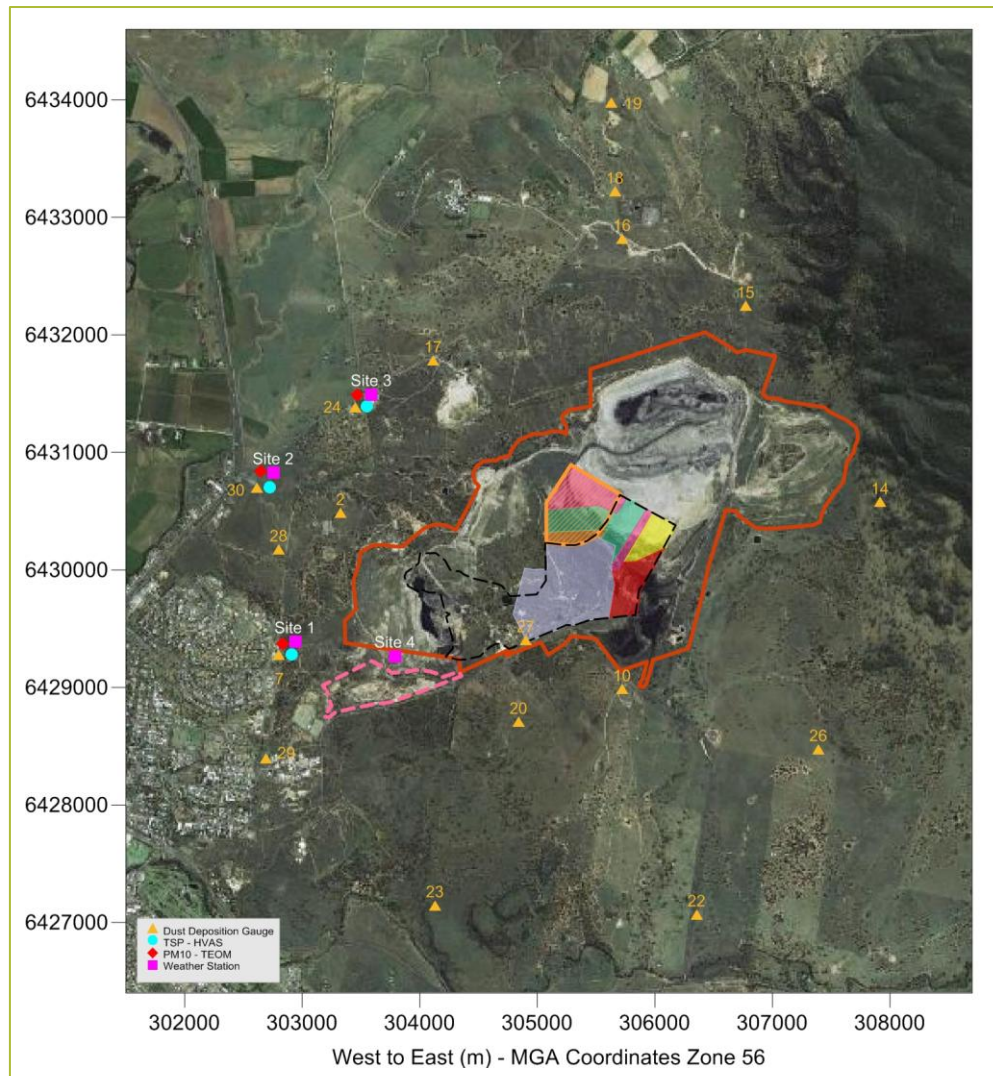 6434000
19
18
6433000
16
15
6432000
17
Site 3
24
6431000
Site 2
30
2
14
28
6430000
27
Site 1
Site 4
7
6429000
10
20
26
29
6428000
23
22
6427000
Dust Deposition Gauge
TSP - HVAS
PM10 - TEOM
Weather Station
302000 303000 304000 305000 306000 307000 308000
West to East (m) - MGA Coordinates Zone 56